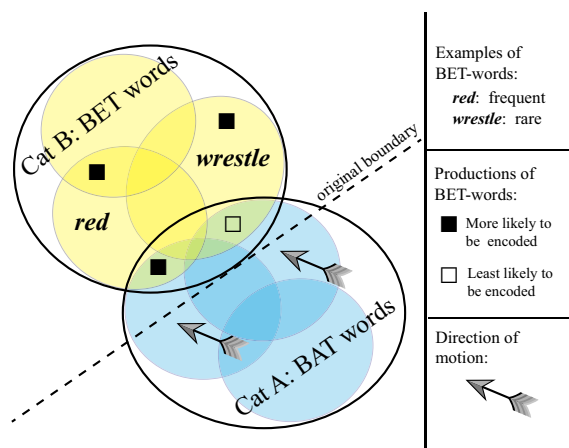 Cat B: BET words
wrestle
red
original boundary
Cat A: BAT words
Examples of
BET-words:
red: frequent
wrestle: rare
Productions of
BET-words:
More likely to
be encoded
Least likely to
be encoded
Direction of
motion: